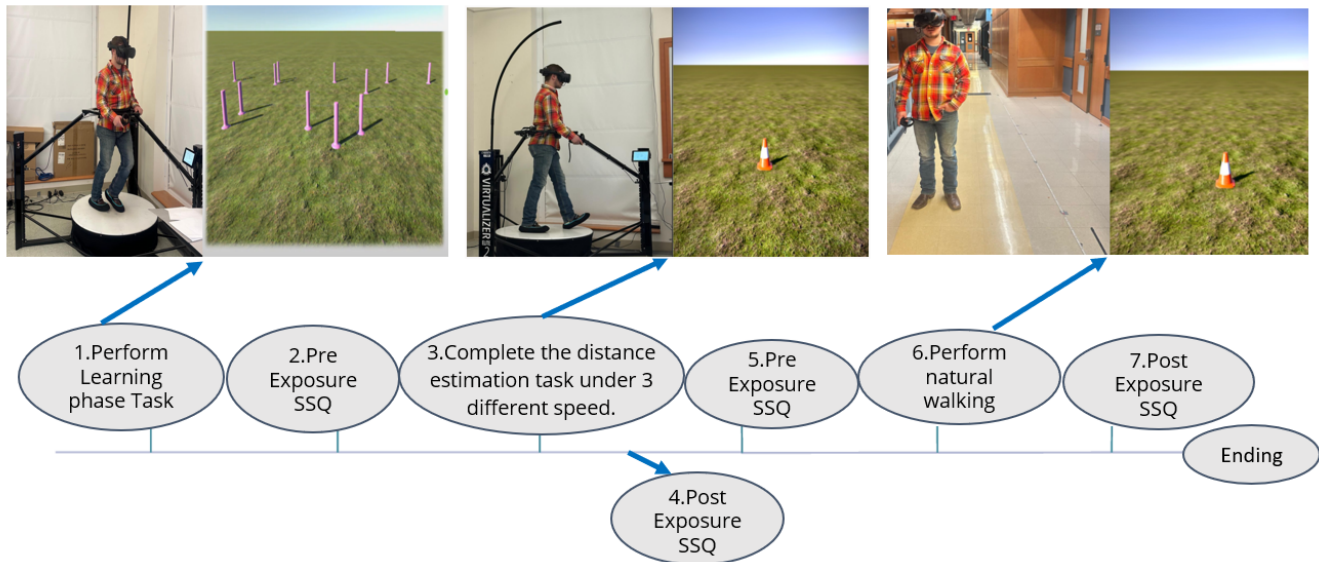 VIRTUALIZER
1.Perform
Learning
phase Task
2.Pre
Exposure
SSQ
3.Complete the distance
estimation task under 3
different speed.
4.Post
Exposure
SSQ
5.Pre
Exposure
SSQ
6.Perform
natural
walking
7.Post
Exposure
SSQ
Ending